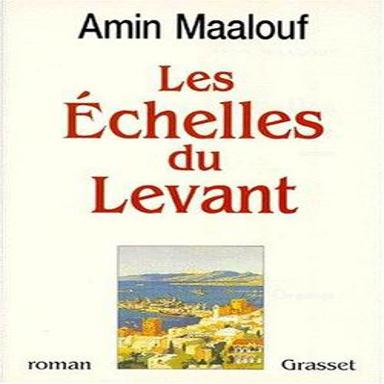 Amin Maalouf
Les
Échelles
du
Levant
roman
Grasset